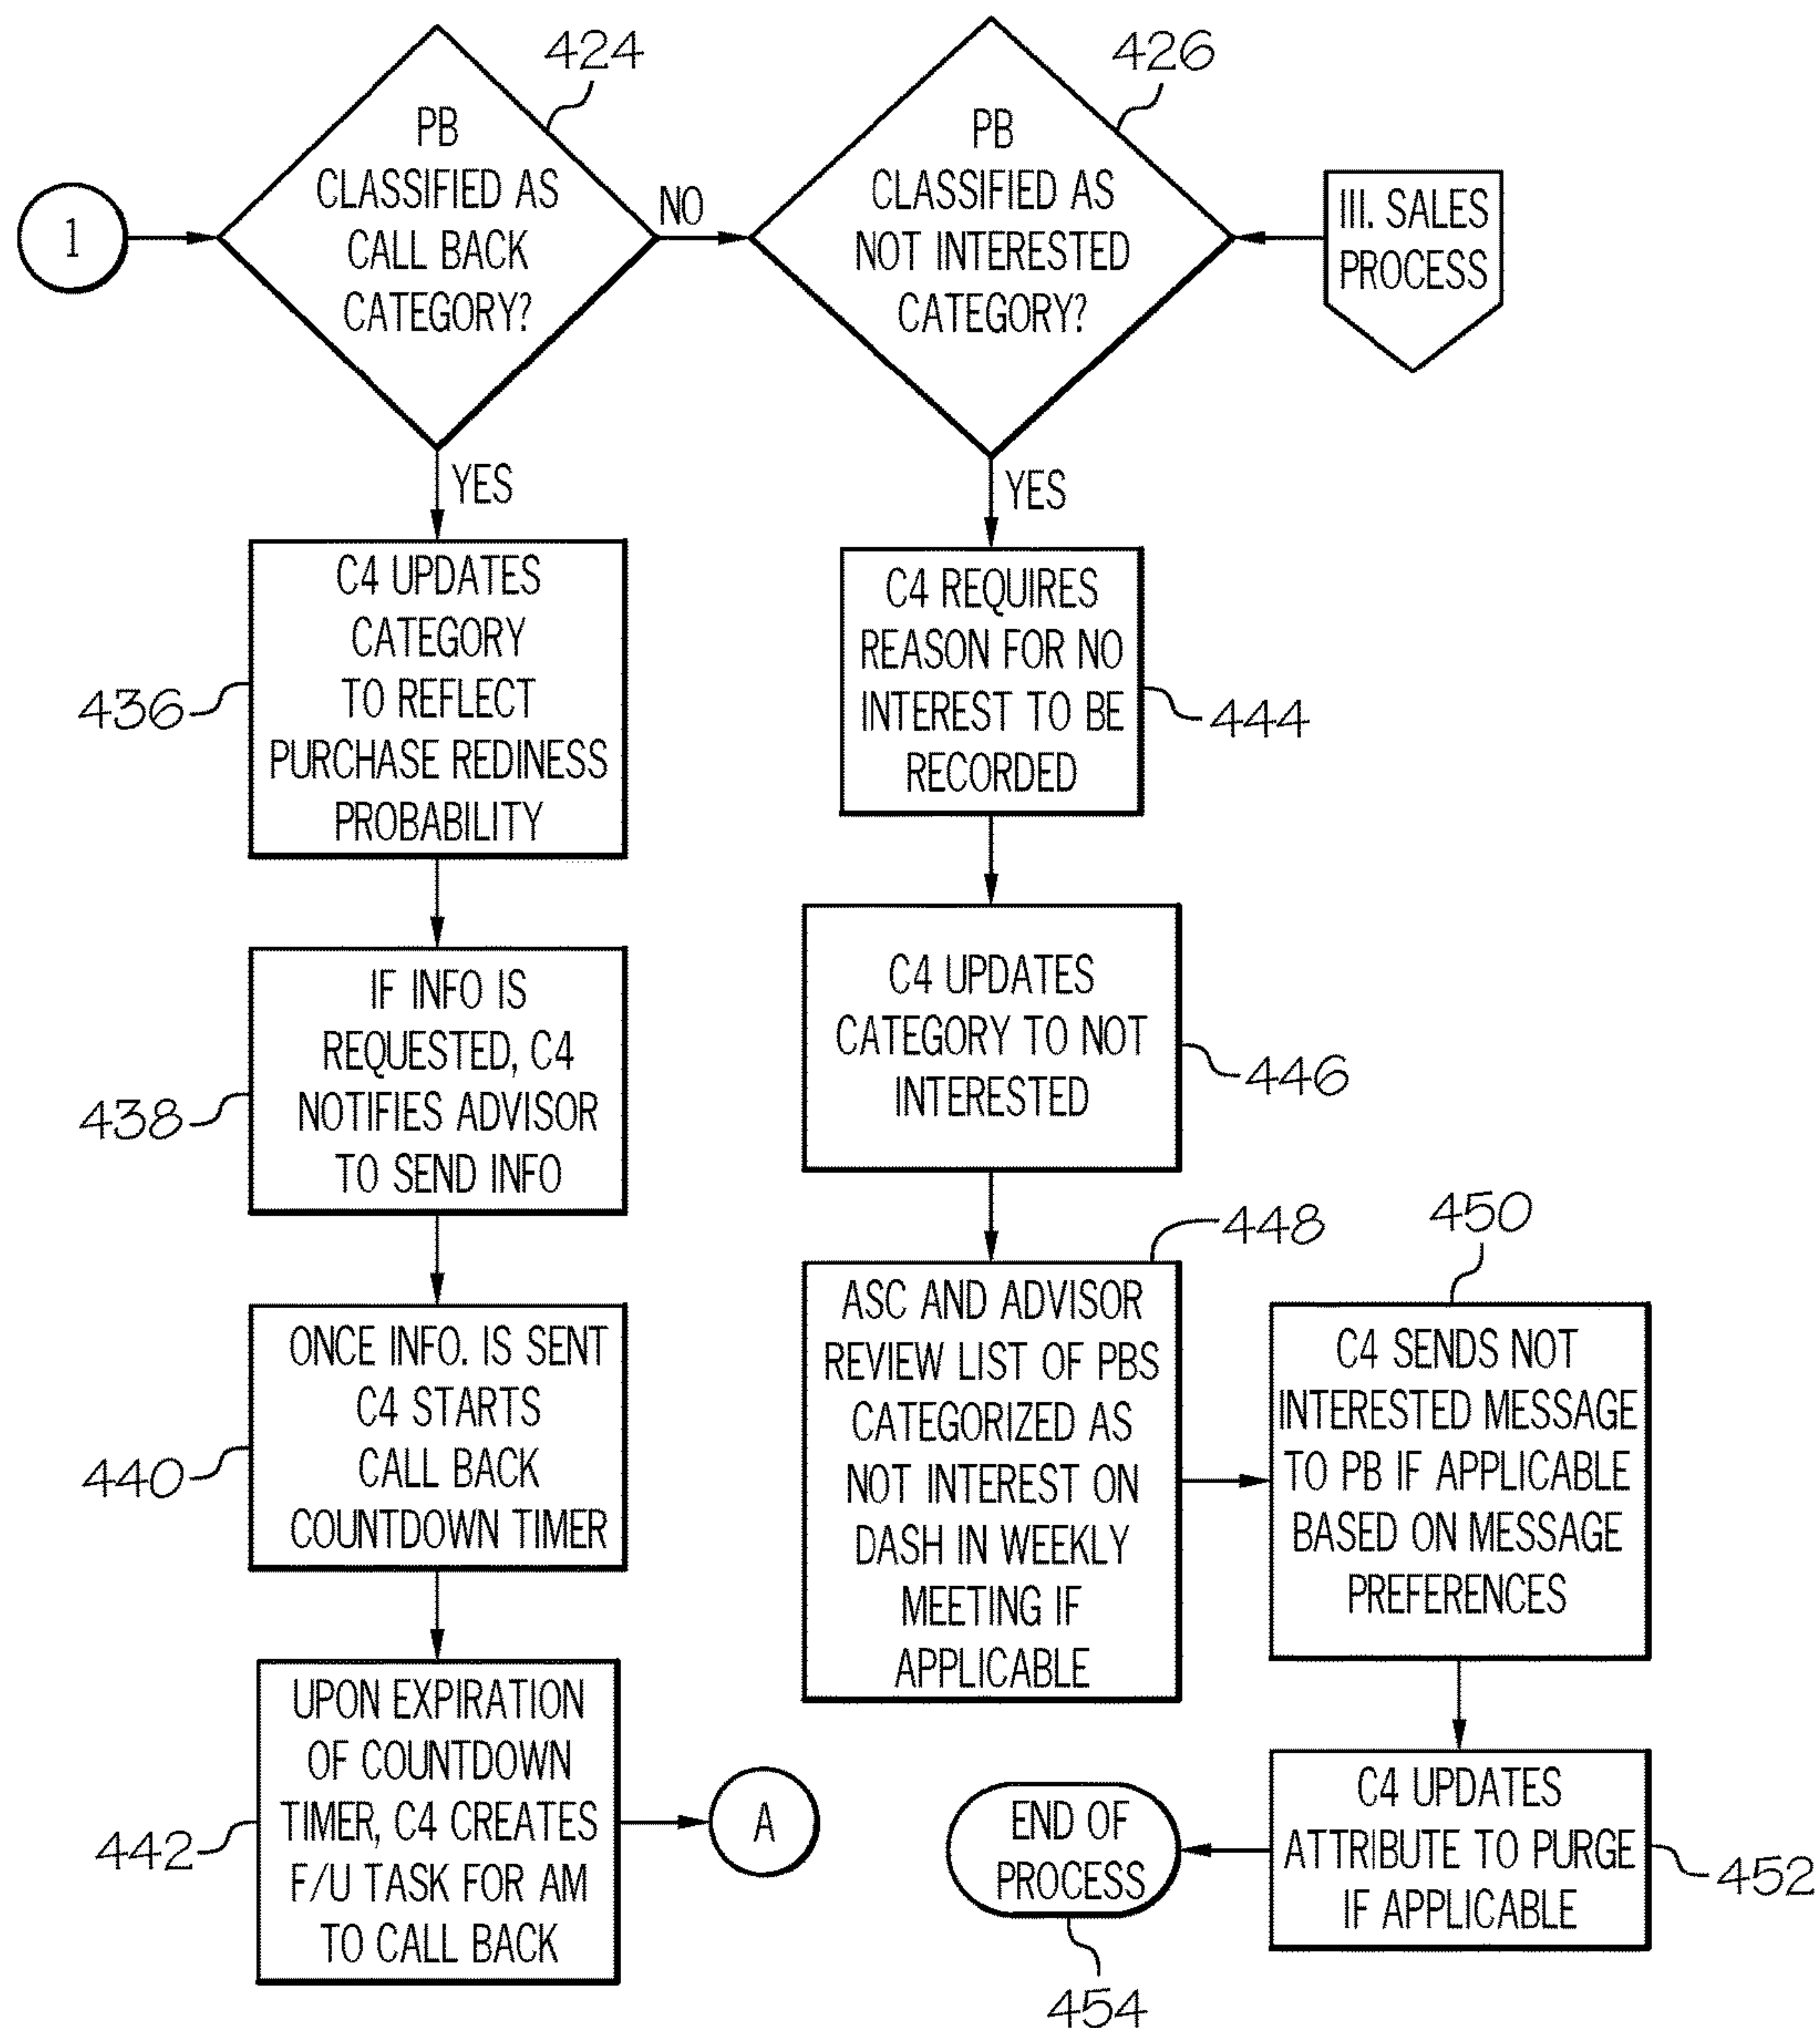 424
426
1
PB
CLASSIFIED AS
CALL BACK
CATEGORY?
NO
PB
CLASSIFIED AS
NOT INTERESTED
CATEGORY?
III. SALES
PROCESS
YES
YES
C4 UPDATES
CATEGORY
TO REFLECT
PURCHASE REDINESS
PROBABILITY
436
C4 REQUIRES
REASON FOR NO
INTEREST TO BE
RECORDED
444
IF INFO IS
REQUESTED, C4
NOTIFIES ADVISOR
TO SEND INFO
438
C4 UPDATES
CATEGORY TO NOT
INTERESTED
446
ONCE INFO. IS SENT
C4 STARTS
CALL BACK
COUNTDOWN TIMER
440
448
ASC AND ADVISOR
REVIEW LIST OF PBS
CATEGORIZED AS
NOT INTEREST ON
DASH IN WEEKLY
MEETING IF
APPLICABLE
450
C4 SENDS NOT
INTERESTED MESSAGE
TO PB IF APPLICABLE
BASED ON MESSAGE
PREFERENCES
UPON EXPIRATION
OF COUNTDOWN
TIMER, C4 CREATES
F/U TASK FOR AM
TO CALL BACK
442
A
END OF
PROCESS
454
C4 UPDATES
ATTRIBUTE TO PURGE
IF APPLICABLE
452